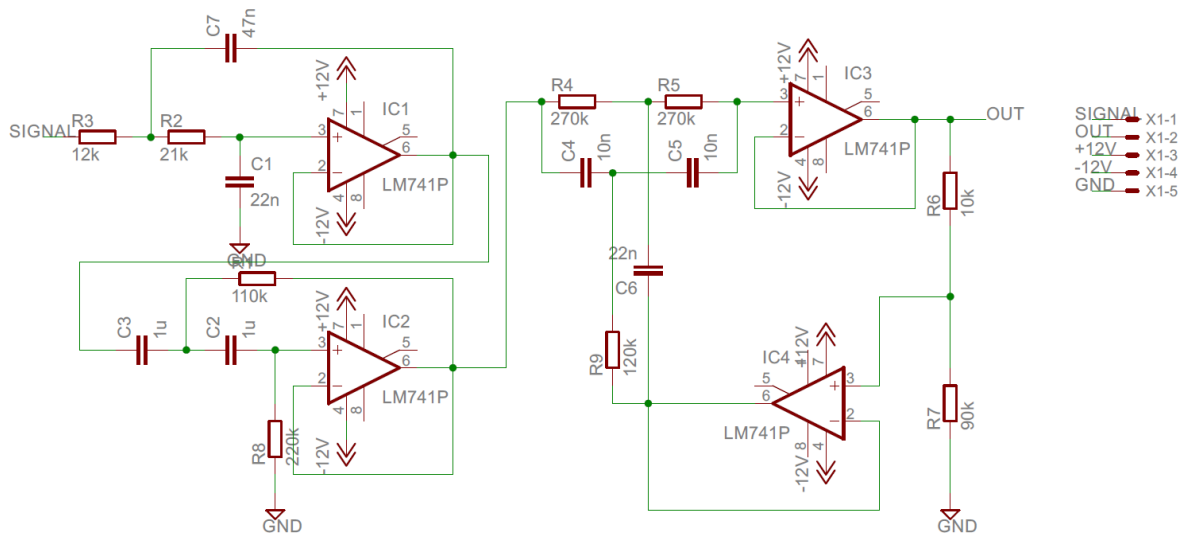 C7
47n
+12V
IC1
R3
R2
SIGNAL
12k
21k
C1
22n
3
2
7
1
5
6
4
8
LM741P
-12V
GND
110k
C3
1u
C2
1u
+12V
IC2
3
2
7
1
5
6
4
8
LM741P
R8
220k
-12V
GND
R4
R5
270k
270k
C4
10n
C5
10n
+12V
IC3
3
2
7
1
5
6
4
8
LM741P
-12V
OUT
22n
C6
R9
120k
R6
10k
IC4
+12V
5
6
7
3
2
8
4
LM741P
-12V
R7
90k
GND
SIGNAL X1-1
OUT X1-2
+12V X1-3
-12V X1-4
GND X1-5